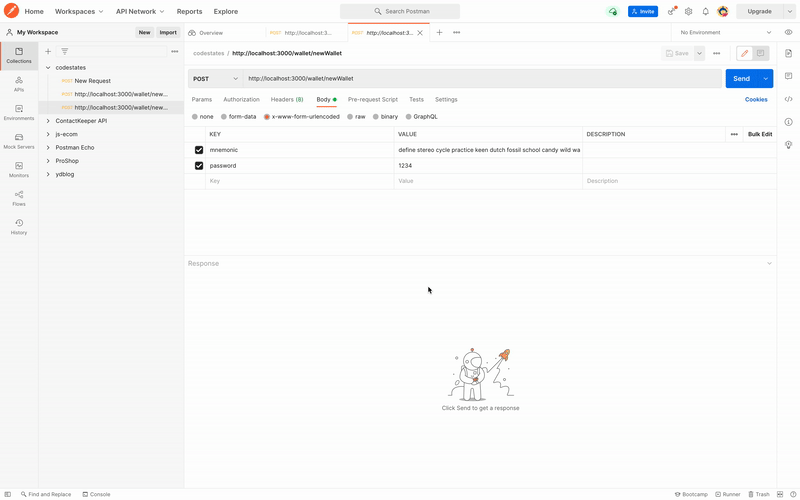 Home Workspaces API Network Reports Explore Search Postman Invite Upgrade
My Workspace New Import Overview POST http://localhost:3000/wallet/new... POST http://localhost:3... No Environment
Collections
APIs
Environments
Mock Servers
Monitors
Flows
History
codestates
POST New Request
POST http://localhost:3000/wallet/new...
POST http://localhost:3000/wallet/new...
ContactKeeper API
js-ecom
Postman Echo
ProShop
ydblog
codestates / http://localhost:3000/wallet/newWallet Save
POST http://localhost:3000/wallet/newWallet Send
Params Authorization Headers (8) Body Pre-request Script Tests Settings Cookies
none form-data x-www-form-urlencoded raw binary GraphQL
KEY VALUE DESCRIPTION Bulk Edit
mnemonic define stereo cycle practice keen dutch fossil school candy wild wa
password 1234
Key Value Description
Response
Click Send to get a response
Find and Replace Console Bootcamp Runner Trash